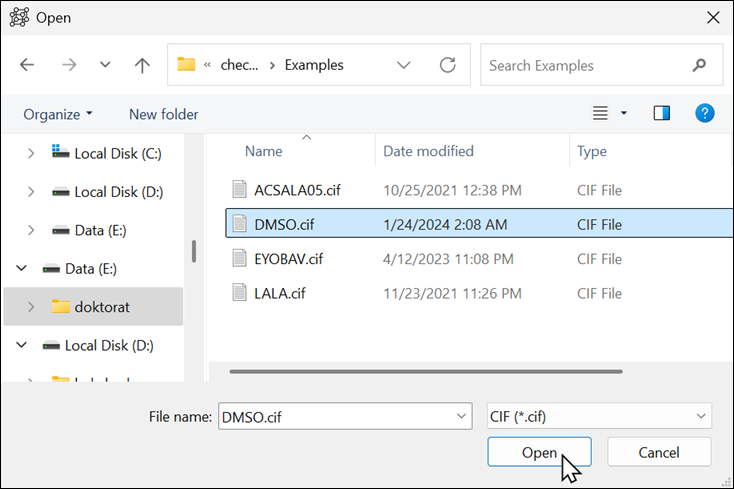 Open
« chec... > Examples
Search Examples
Organize
New folder
Name
Date modified
Type
Local Disk (C:)
Local Disk (D:)
Data (E:)
Data (E:)
doktorat
Local Disk (D:)
ACSALA05.cif 10/25/2021 12:38 PM CIF File
DMSO.cif 1/24/2024 2:08 AM CIF File
EYOBAV.cif 4/12/2023 11:08 PM CIF File
LALA.cif 11/23/2021 11:26 PM CIF File
File name: DMSO.cif
CIF (*.cif)
Open
Cancel